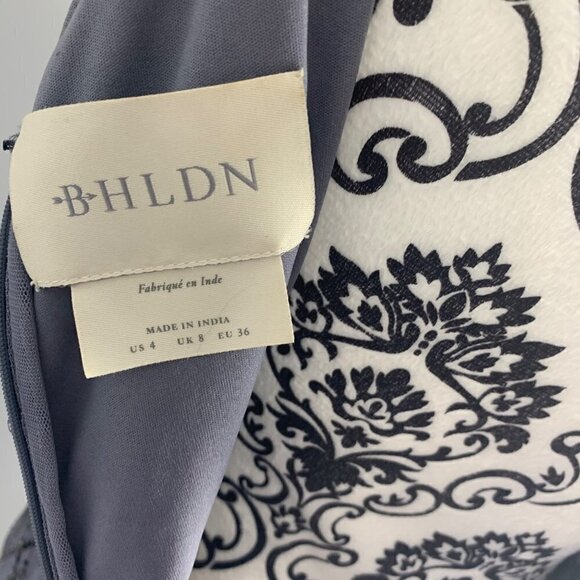 BHLDN
Fabriqué en Inde
MADE IN INDIA
US 4 UK 8 EU 36